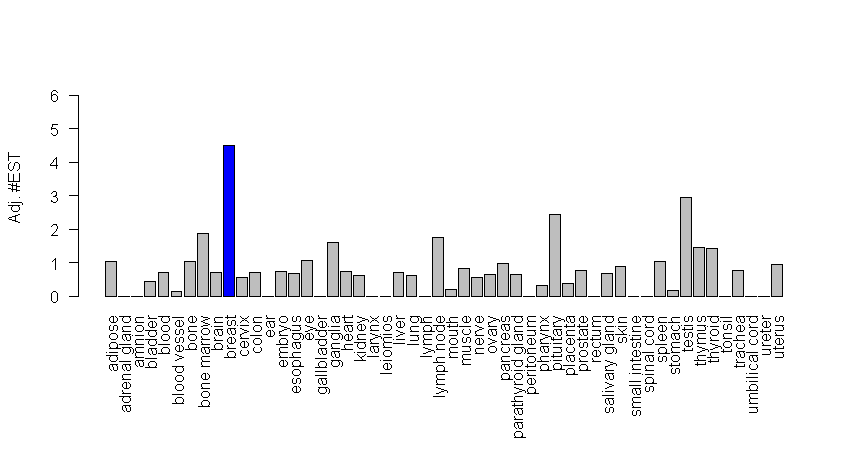 Adj. #EST
6
5
4
3
2
1
0
adipose
adrenal gland
amnion
bladder
blood
blood vessel
bone
bone marrow
brain
breast
cervix
colon
ear
embryo
esophagus
eye
gallbladder
ganglia
heart
kidney
larynx
leiomios
liver
lung
lymph
lymph node
mouth
muscle
nerve
ovary
pancreas
parathyroid gland
peritoneum
pharynx
pituitary
placenta
prostate
rectum
salivary gland
skin
small intestine
spinal cord
spleen
stomach
testis
thymus
thyroid
tonsil
trachea
umbilical cord
ureter
uterus